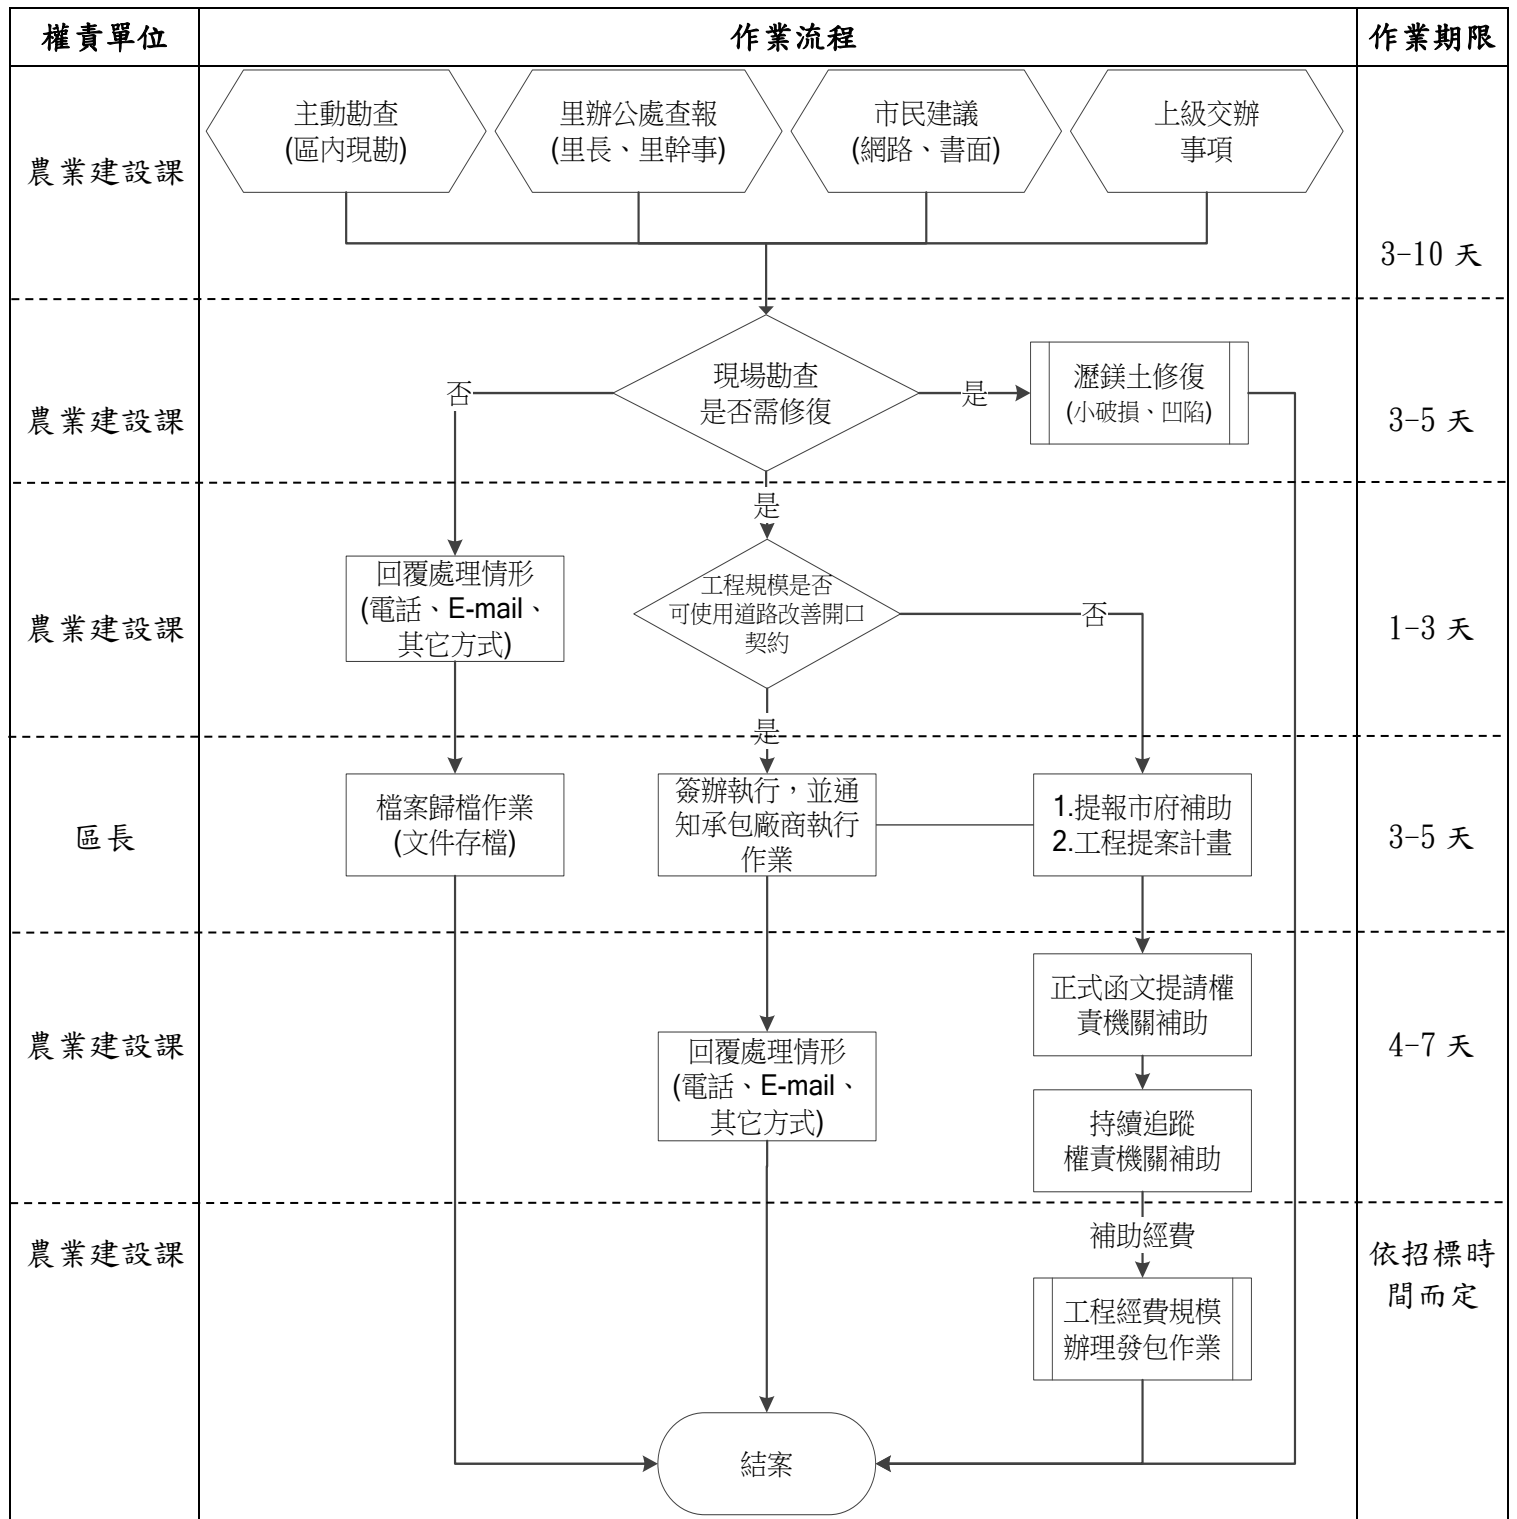 權責單位
作業流程
作業期限
主動勘查
(區內現勘)
里辦公處查報
(里長、里幹事)
市民建議
(網路、書面)
上級交辦
事項
農業建設課
3-10 天
現場勘查
是否需修復
否
是
瀝鎂土修復
(小破損、凹陷)
農業建設課
3-5 天
是
回覆處理情形
(電話、E-mail、
其它方式)
工程規模是否
可使用道路改善開口
契約
否
農業建設課
1-3 天
是
檔案歸檔作業
(文件存檔)
簽辦執行，並通
知承包廠商執行
作業
1.提報市府補助
2.工程提案計畫
區長
3-5 天
正式函文提請權
責機關補助
農業建設課
4-7 天
回覆處理情形
(電話、E-mail、
其它方式)
持續追蹤
權責機關補助
補助經費
農業建設課
依招標時
間而定
工程經費規模
辦理發包作業
結案